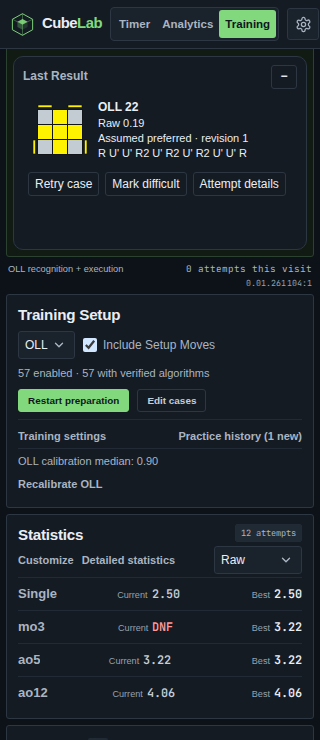 CubeLab Timer Analytics Training
Last Result −
OLL 22
Raw 0.19
Assumed preferred · revision 1
R U' U' R2 U' R2 U' R2 U' U' R
Retry case Mark difficult Attempt details
OLL recognition + execution 0 attempts this visit
0.01.261104:1
Training Setup
OLL Include Setup Moves
57 enabled · 57 with verified algorithms
Restart preparation Edit cases
Training settings Practice history (1 new)
OLL calibration median: 0.90
Recalibrate OLL
Statistics 12 attempts
Customize Detailed statistics Raw
Single Current 2.50 Best 2.50
mo3 Current DNF Best 3.22
ao5 Current 3.22 Best 3.22
ao12 Current 4.06 Best 4.06